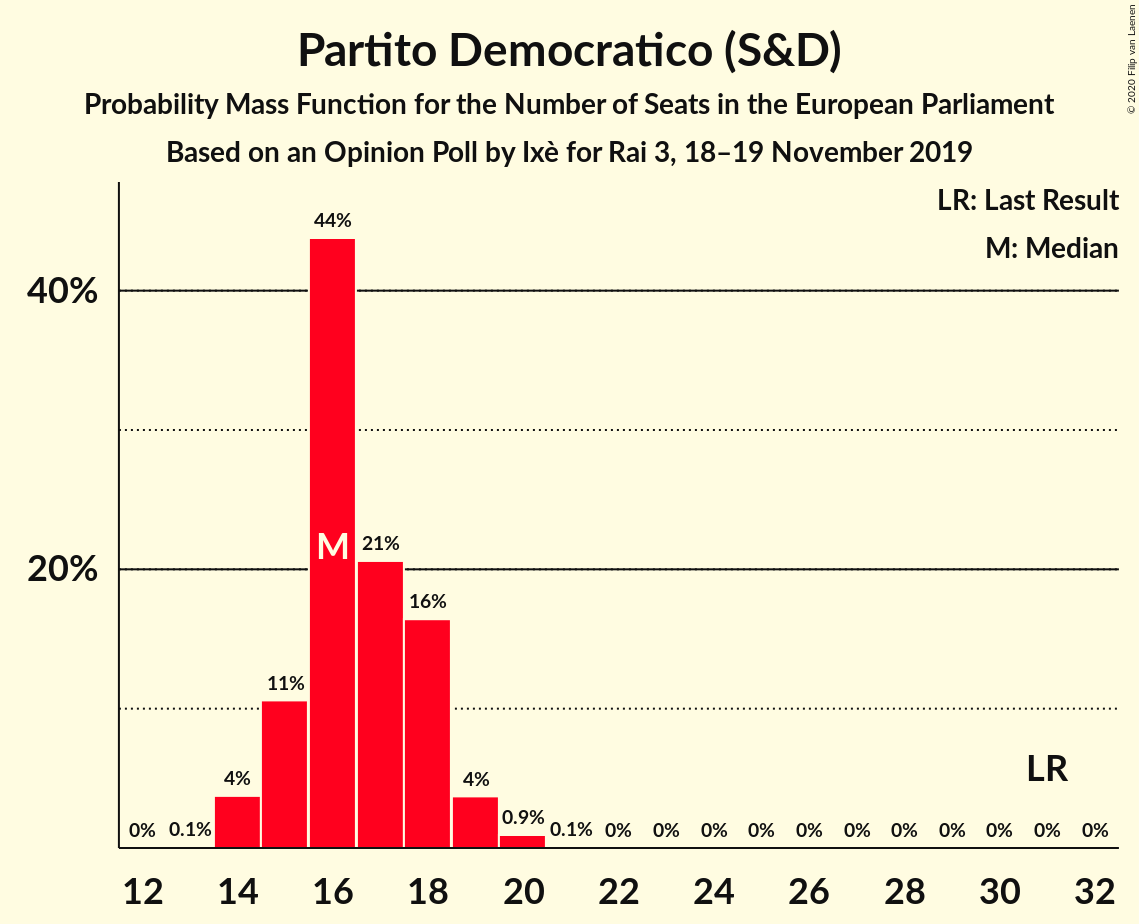 Partito Democratico (S&D)
Probability Mass Function for the Number of Seats in the European Parliament
Based on an Opinion Poll by Ixè for Rai 3, 18–19 November 2019
© 2020 Filip van Laenen
LR: Last Result
M: Median
40%
20%
0%
0.1%
4%
11%
44%
M
21%
16%
4%
0.9%
0.1%
0%
0%
0%
0%
0%
0%
0%
0%
0%
LR
0%
0%
12 14 16 18 20 22 24 26 28 30 32